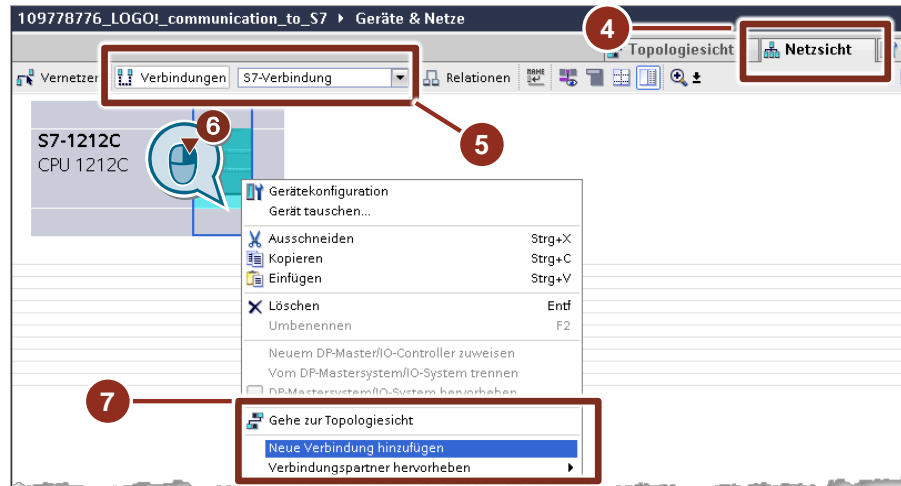 109778776_LOGO!_communication_to_S7 ▸ Geräte & Netze
4
Topologiesicht
Netzsicht
Vernetzen
Verbindungen
S7-Verbindung
Relationen
NAME
±
5
6
S7-1212C
CPU 1212C
Gerätekonfiguration
Gerät tauschen...
Ausschneiden Strg+X
Kopieren Strg+C
Einfügen Strg+V
Löschen Entf
Umbenennen F2
Neuem DP-Master/IO-Controller zuweisen
Vom DP-Mastersystem/IO-System trennen
DP-Mastersystem/IO-System hervorheben
7
Gehe zur Topologiesicht
Neue Verbindung hinzufügen
Verbindungspartner hervorheben